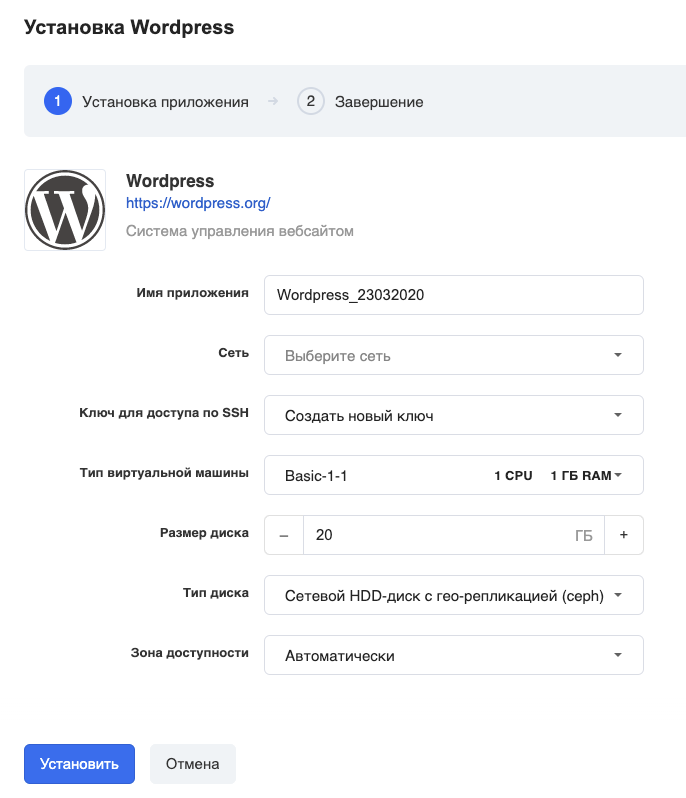 Установка Wordpress
1 Установка приложения → 2 Завершение
Wordpress
https://wordpress.org/
Система управления вебсайтом
Имя приложения Wordpress_23032020
Сеть Выберите сеть
Ключ для доступа по SSH Создать новый ключ
Тип виртуальной машины Basic-1-1 1 CPU 1 ГБ RAM
Размер диска – 20 ГБ +
Тип диска Сетевой HDD-диск с гео-репликацией (ceph)
Зона доступности Автоматически
Установить Отмена